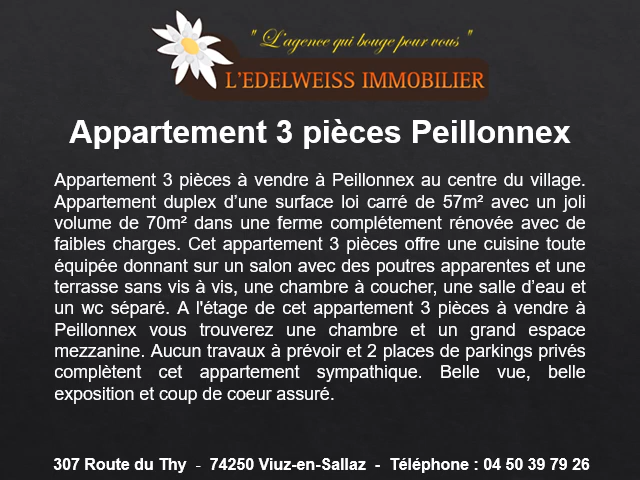 " L'agence qui bouge pour vous "
L'EDELWEISS IMMOBILIER
Appartement 3 pièces Peillonnex
Appartement 3 pièces à vendre à Peillonnex au centre du village.
Appartement duplex d'une surface loi carré de 57m² avec un joli
volume de 70m² dans une ferme complétement rénovée avec de
faibles charges. Cet appartement 3 pièces offre une cuisine toute
équipée donnant sur un salon avec des poutres apparentes et une
terrasse sans vis à vis, une chambre à coucher, une salle d'eau et
un wc séparé. A l'étage de cet appartement 3 pièces à vendre à
Peillonnex vous trouverez une chambre et un grand espace
mezzanine. Aucun travaux à prévoir et 2 places de parkings privés
complètent cet appartement sympathique. Belle vue, belle
exposition et coup de coeur assuré.
307 Route du Thy - 74250 Viuz-en-Sallaz - Téléphone : 04 50 39 79 26